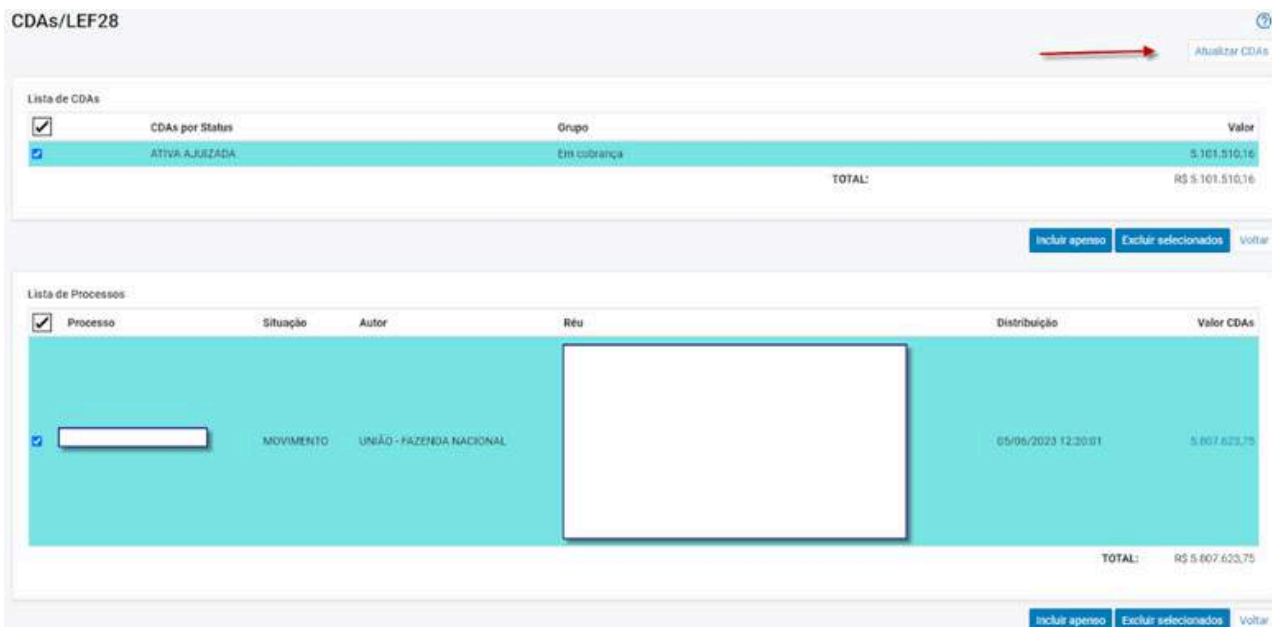 CDAs/LEF28
Atualizar CDAs
Lista de CDAs
CDAs por Status Grupo Valor
ATIVA AJUIZADA Em cobrança 5.101.510,16
TOTAL: R$ 5.101.510,16
Incluir apenso Excluir selecionados Voltar
Lista de Processos
Processo Situação Autor Réu Distribuição Valor CDAs
MOVIMENTO UNIÃO - FAZENDA NACIONAL 05/06/2023 12:20:01 5.807.623,75
TOTAL: R$ 5.807.623,75
Incluir apenso Excluir selecionados Voltar